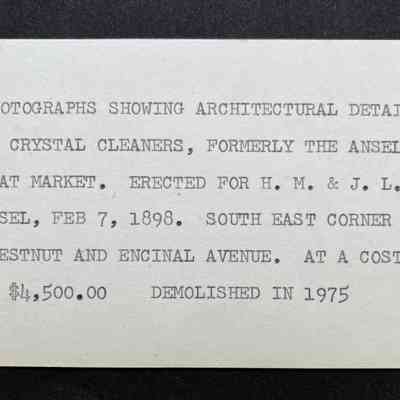 OTOGRAPHS SHOWING ARCHITECTURAL DETAI
CRYSTAL CLEANERS, FORMERLY THE ANSEL
AT MARKET. ERECTED FOR H. M. & J. L.
SEL, FEB 7, 1898. SOUTH EAST CORNER
ESTNUT AND ENCINAL AVENUE. AT A COST
$4,500.00 DEMOLISHED IN 1975